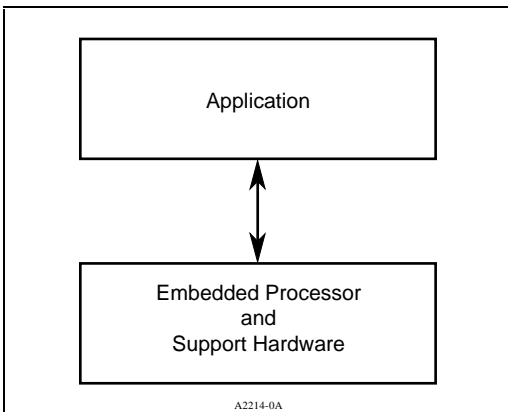 Application
Embedded Processor
and
Support Hardware
A2214-0A